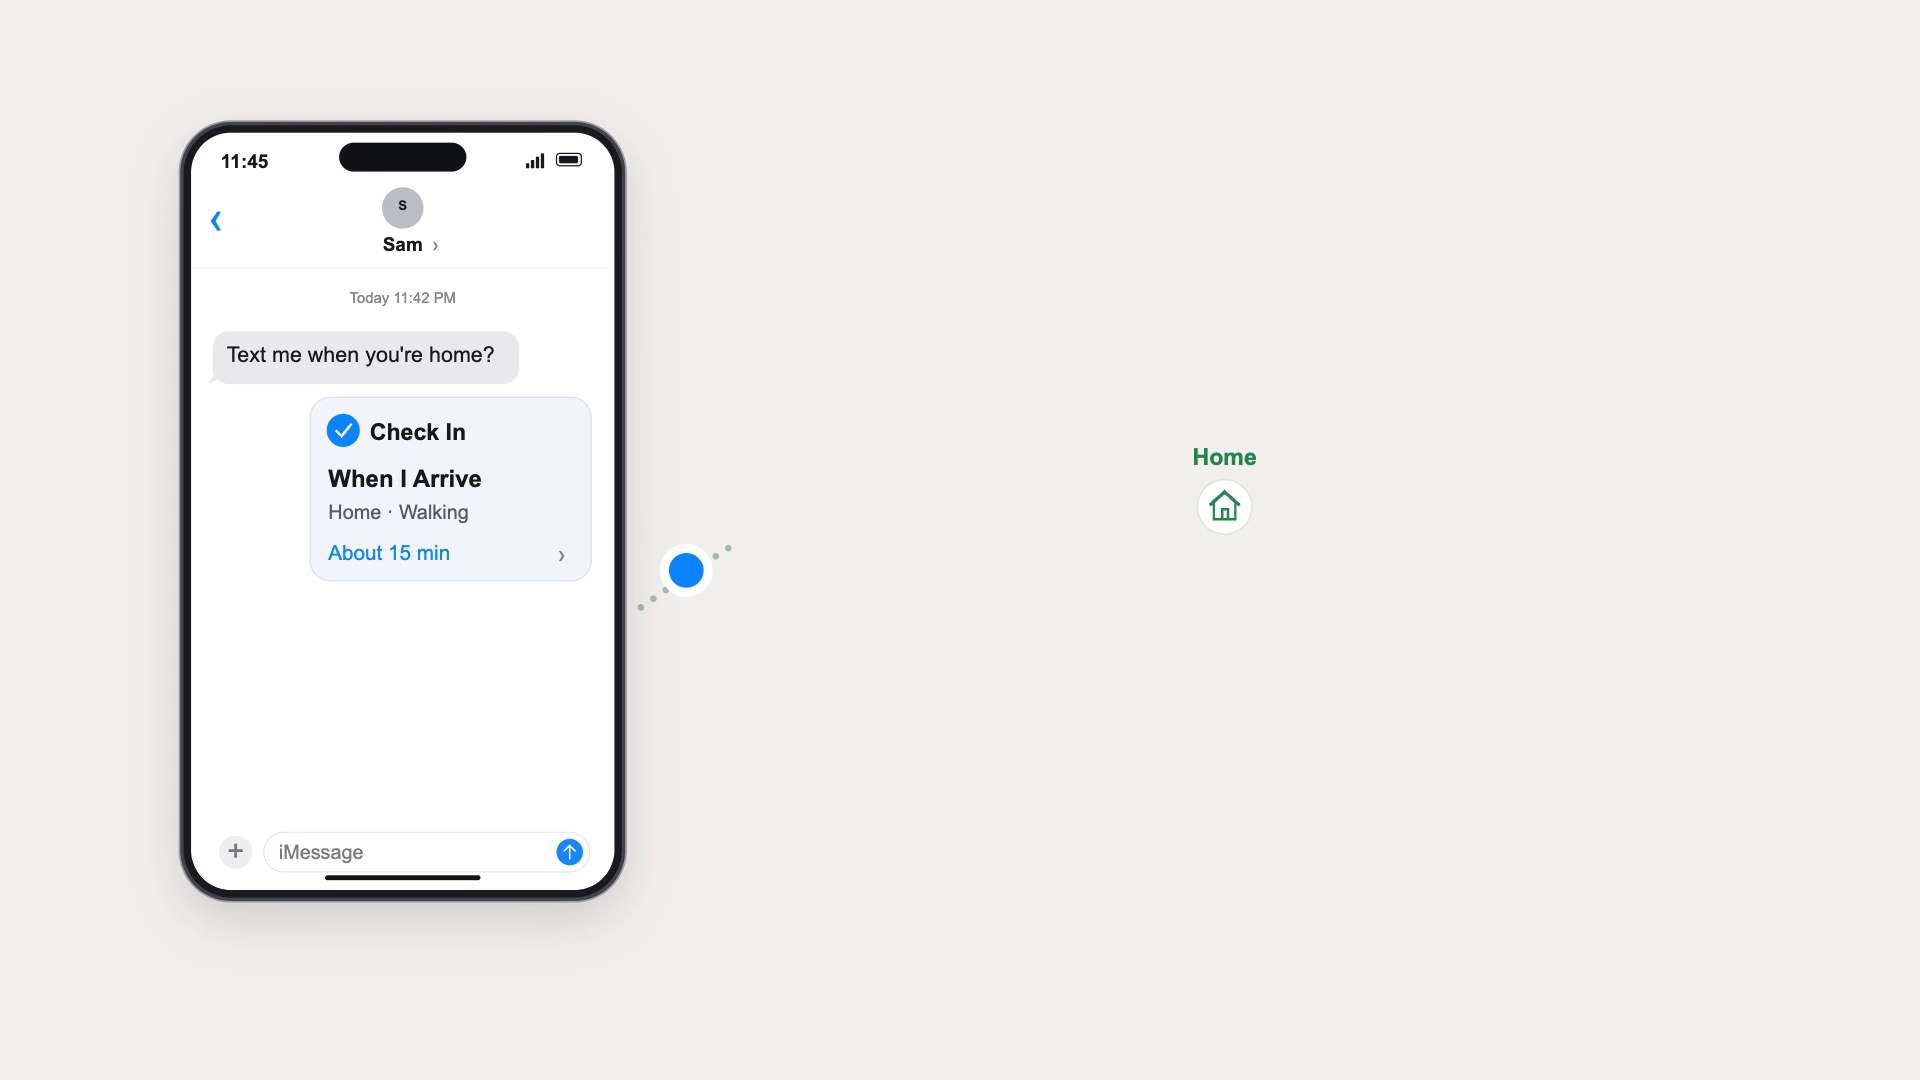 11:45
S
Sam ›
Today 11:42 PM
Text me when you're home?
Check In
When I Arrive
Home · Walking
About 15 min ›
iMessage
Home